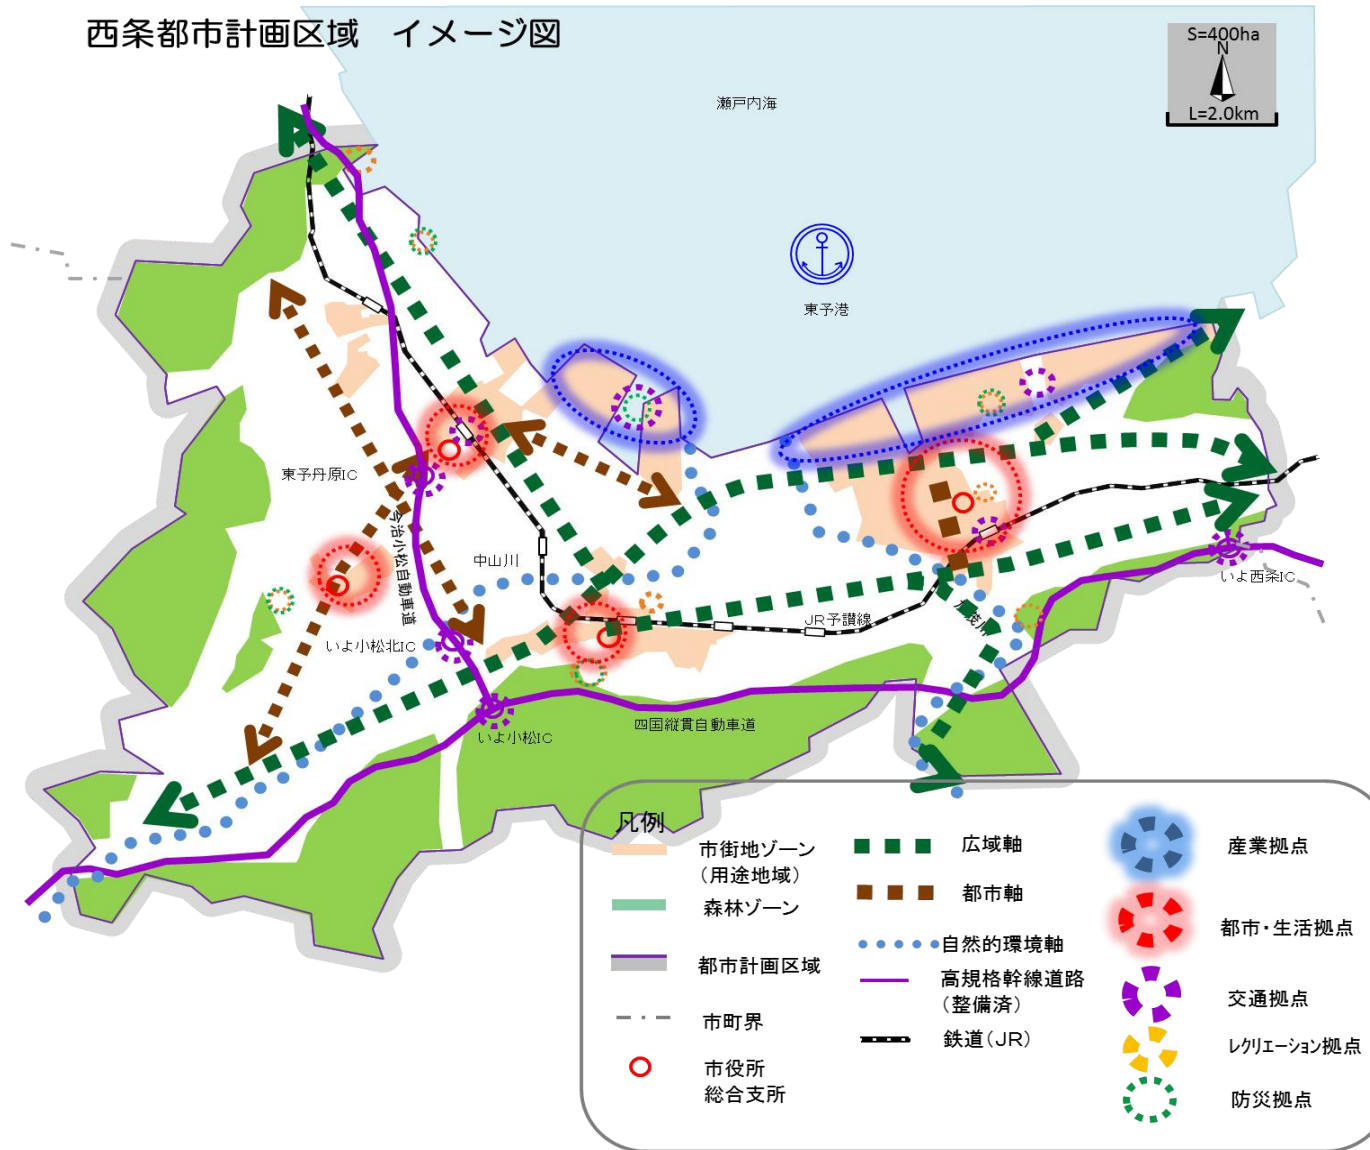 西条都市計画区域　イメージ図
S=400ha
N
L=2.0km
瀬戸内海
東予港
東予丹原IC
今治小松自動車道
中山川
いよ西条IC
JR予讃線
加茂川
いよ小松北IC
四国縦貫自動車道
いよ小松IC
凡例
市街地ゾーン
(用途地域)
森林ゾーン
都市計画区域
市町界
市役所
総合支所
広域軸
都市軸
自然的環境軸
高規格幹線道路
(整備済)
鉄道(JR)
産業拠点
都市・生活拠点
交通拠点
レクリエーション拠点
防災拠点